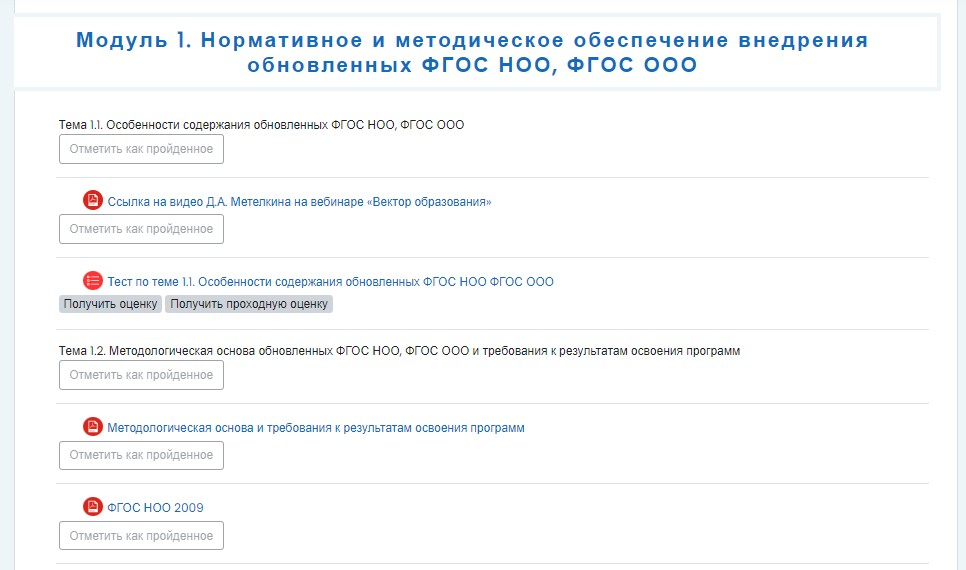 Модуль 1. Нормативное и методическое обеспечение внедрения
обновленных ФГОС НОО, ФГОС ООО
Тема 1.1. Особенности содержания обновленных ФГОС НОО, ФГОС ООО
Отметить как пройденное
Ссылка на видео Д.А. Метелкина на вебинаре «Вектор образования»
Отметить как пройденное
Тест по теме 1.1. Особенности содержания обновленных ФГОС НОО ФГОС ООО
Получить оценку Получить проходную оценку
Тема 1.2. Методологическая основа обновленных ФГОС НОО, ФГОС ООО и требования к результатам освоения программ
Отметить как пройденное
Методологическая основа и требования к результатам освоения программ
Отметить как пройденное
ФГОС НОО 2009
Отметить как пройденное